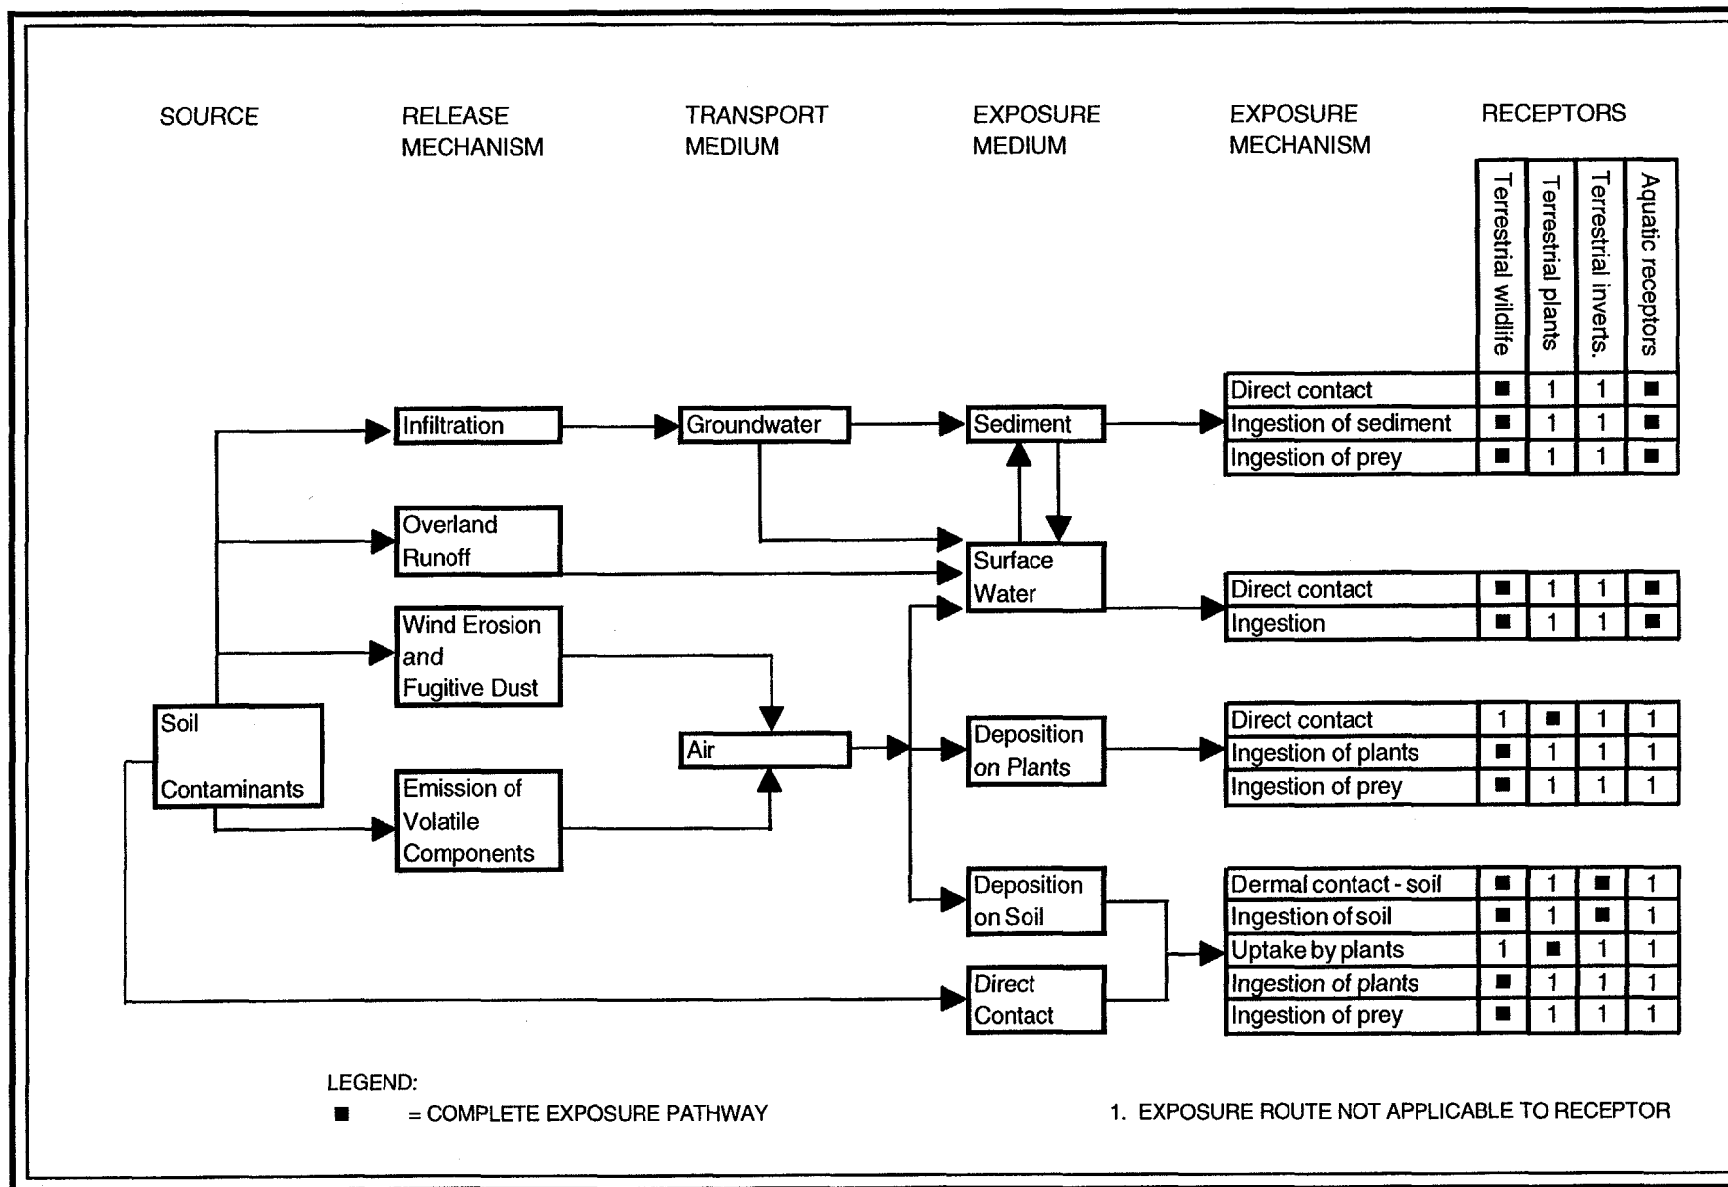 SOURCE
RELEASE
MECHANISM
TRANSPORT
MEDIUM
EXPOSURE
MEDIUM
EXPOSURE
MECHANISM
RECEPTORS
Terrestrial wildlife
Terrestrial plants
Terrestrial inverts.
Aquatic receptors
Soil
Contaminants
Infiltration
Overland
Runoff
Wind Erosion
and
Fugitive Dust
Emission of
Volatile
Components
Groundwater
Air
Sediment
Surface
Water
Deposition
on Plants
Deposition
on Soil
Direct
Contact
Direct contact ■ 1 1 ■
Ingestion of sediment ■ 1 1 ■
Ingestion of prey ■ 1 1 ■
Direct contact ■ 1 1 ■
Ingestion ■ 1 1 ■
Direct contact 1 ■ 1 1
Ingestion of plants ■ 1 1 1
Ingestion of prey ■ 1 1 1
Dermal contact - soil ■ 1 ■ 1
Ingestion of soil ■ 1 ■ 1
Uptake by plants 1 ■ 1 1
Ingestion of plants ■ 1 1 1
Ingestion of prey ■ 1 1 1
LEGEND:
■ = COMPLETE EXPOSURE PATHWAY
1. EXPOSURE ROUTE NOT APPLICABLE TO RECEPTOR